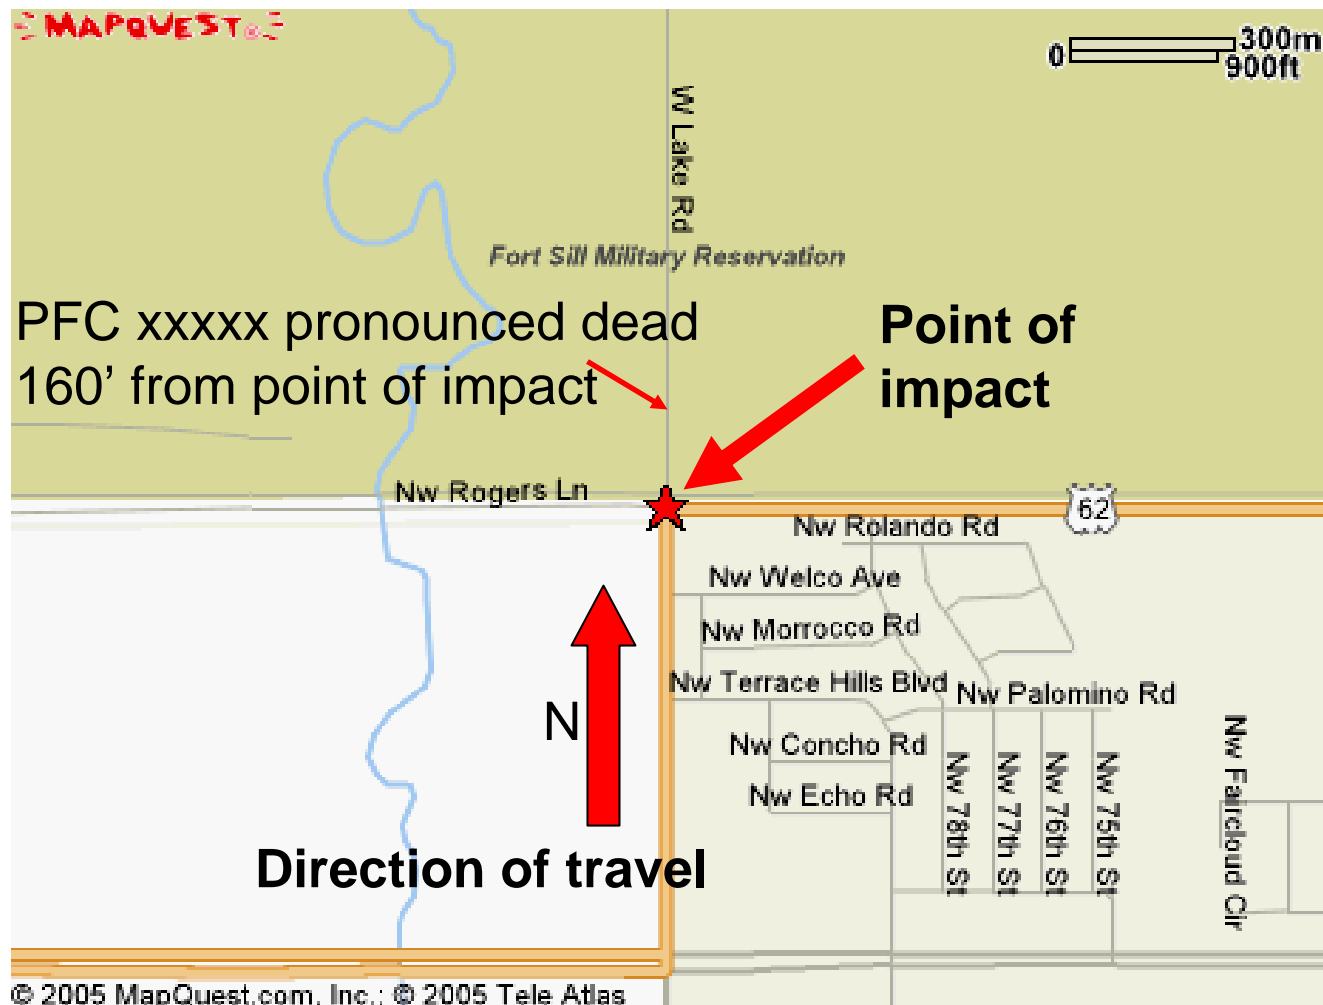 MAPQUEST®
0 300m
900ft
W Lake Rd
Fort Sill Military Reservation
PFC xxxxx pronounced dead
160’ from point of impact
Point of
impact
Nw Rogers Ln
62
Nw Rolando Rd
Nw Welco Ave
Nw Morrocco Rd
Nw Terrace Hills Blvd
Nw Palomino Rd
N
Nw Concho Rd
Nw Echo Rd
Nw 78th St
Nw 77th St
Nw 76th St
Nw 75th St
Nw Faircloud Cir
Direction of travel
© 2005 MapQuest.com, Inc.; © 2005 Tele Atlas